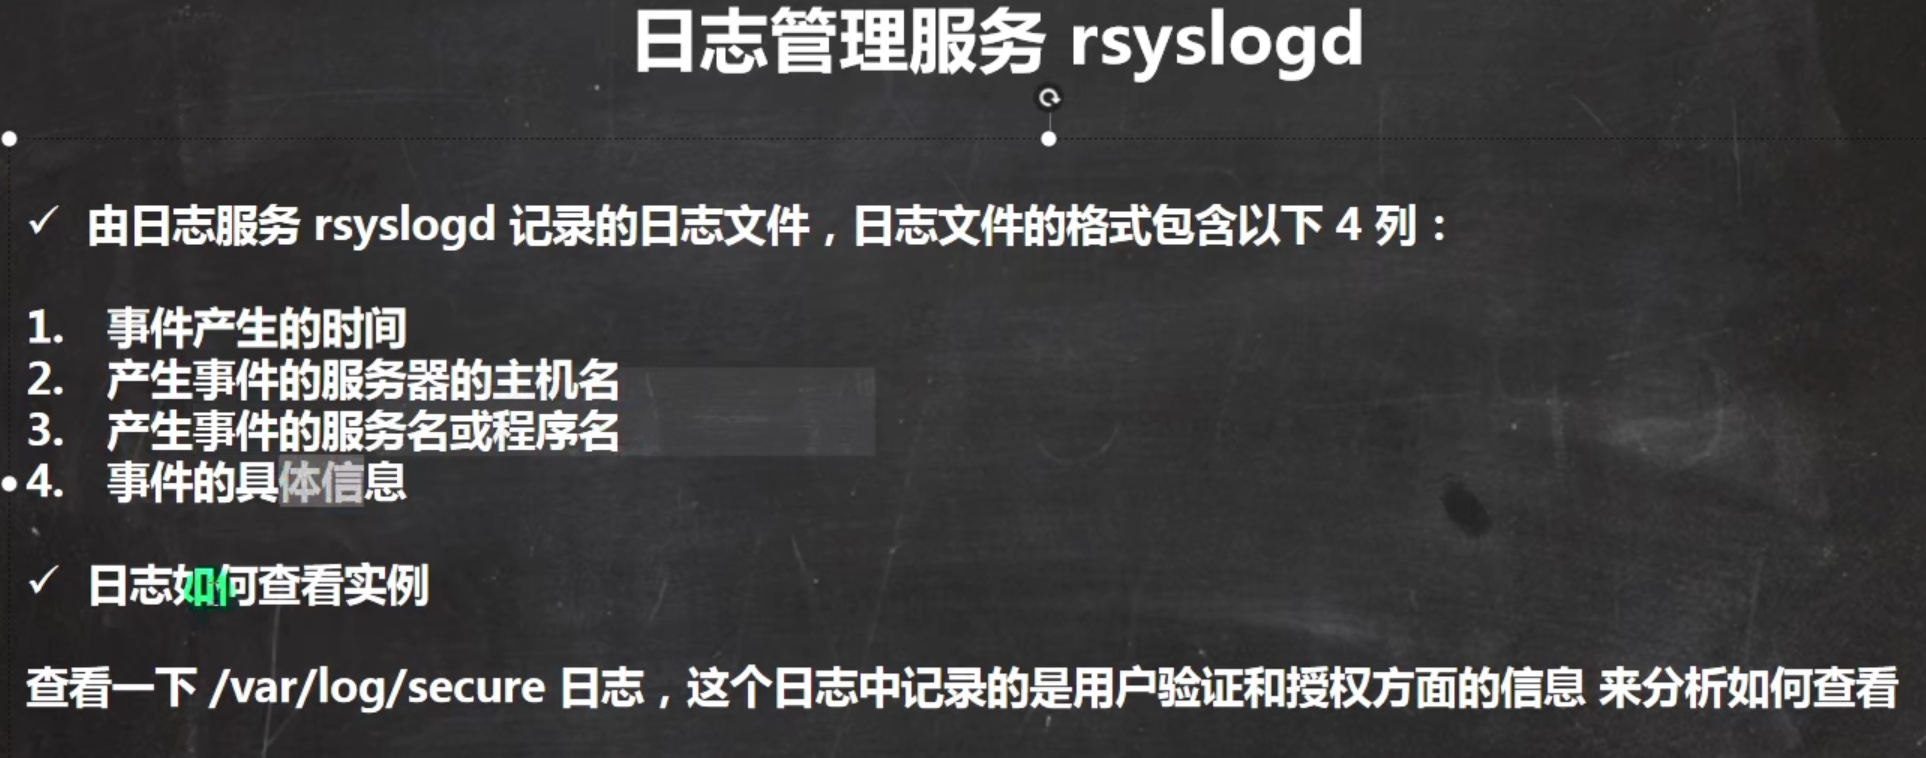 日志管理服务 rsyslogd
✓ 由日志服务 rsyslogd 记录的日志文件，日志文件的格式包含以下 4 列：
1. 事件产生的时间
2. 产生事件的服务器的主机名
3. 产生事件的服务名或程序名
4. 事件的具体信息
✓ 日志如何查看实例
查看一下 /var/log/secure 日志，这个日志中记录的是用户验证和授权方面的信息 来分析如何查看